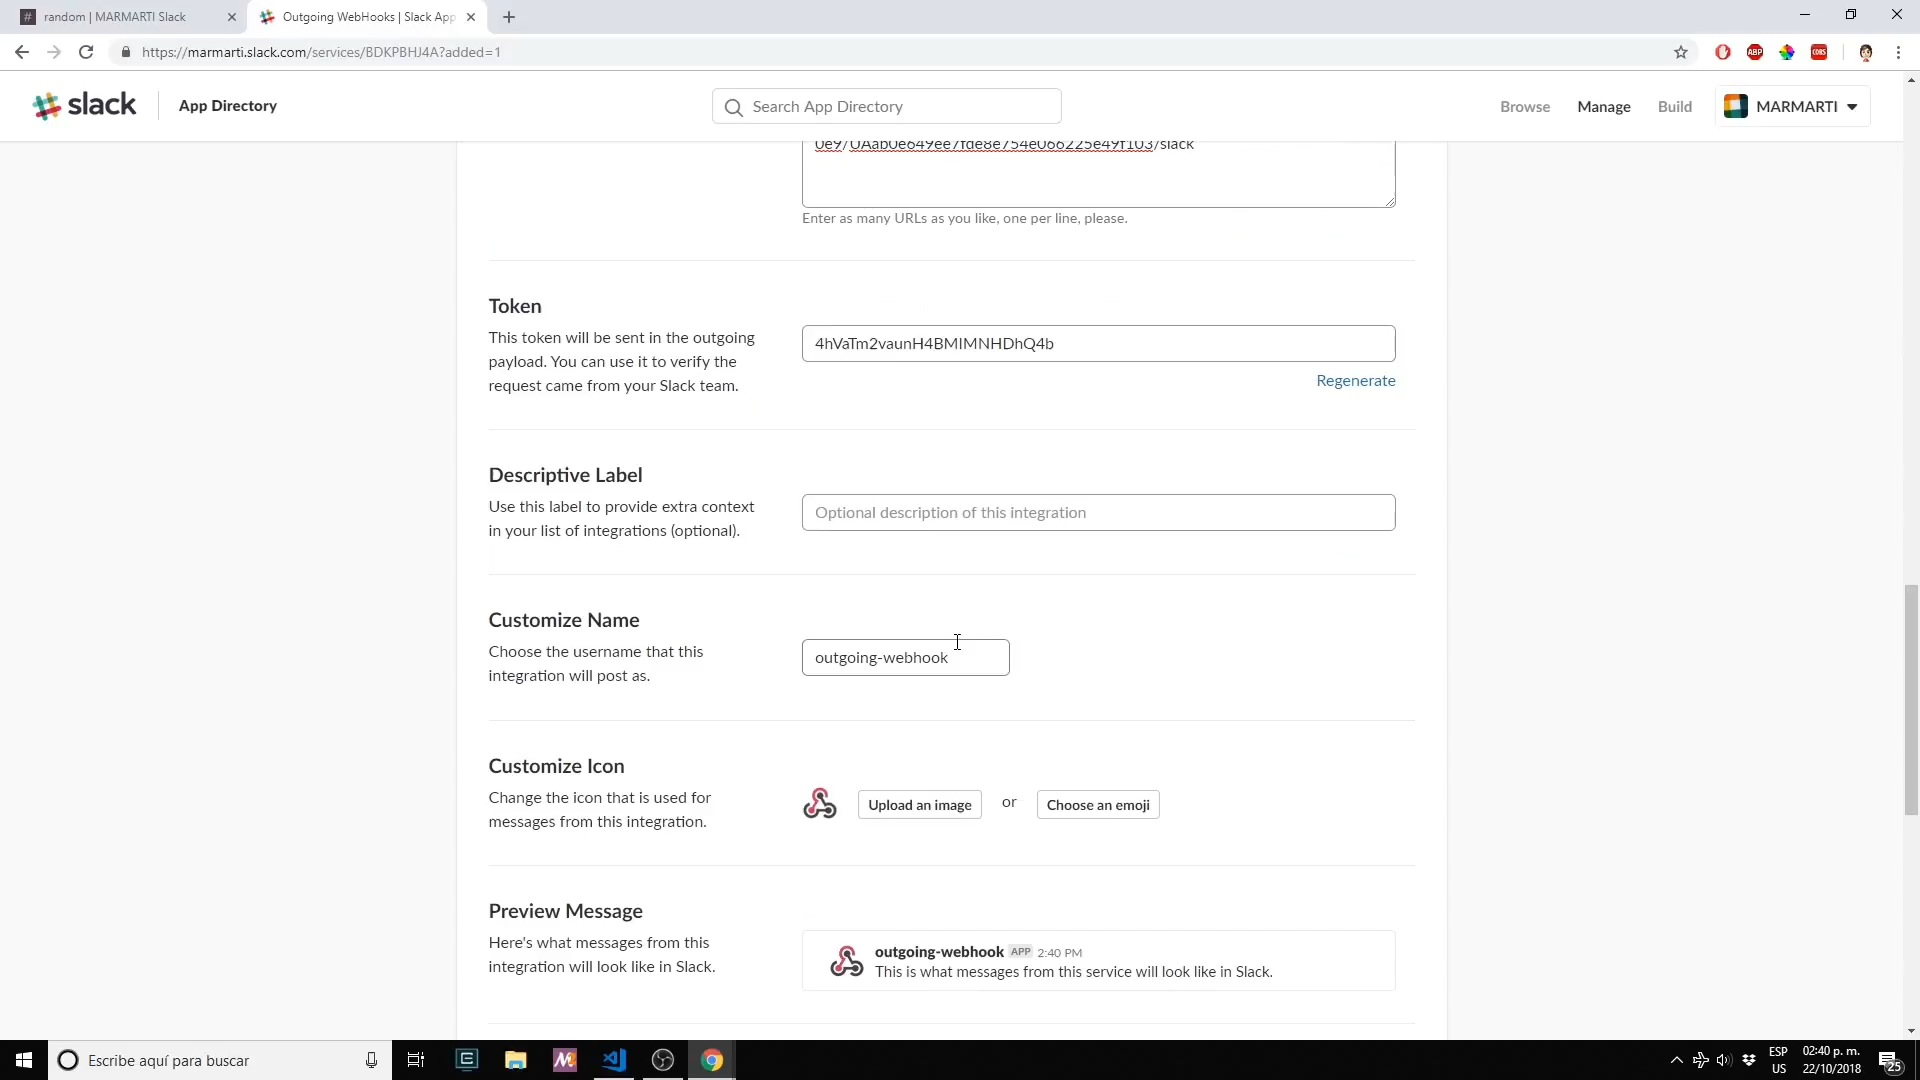 random | MARMARTI Slack
Outgoing WebHooks | Slack App
https://marmarti.slack.com/services/BDKPBHJ4A?added=1
ABP
CORS
slack
App Directory
Search App Directory
Browse
Manage
Build
MARMARTI
0e9/0Aab0e649ee7fde8e754e066225e49f103/slack
Enter as many URLs as you like, one per line, please.
Token
This token will be sent in the outgoing
payload. You can use it to verify the
request came from your Slack team.
4hVaTm2vaunH4BMIMNHDhQ4b
Regenerate
Descriptive Label
Use this label to provide extra context
in your list of integrations (optional).
Optional description of this integration
Customize Name
Choose the username that this
integration will post as.
outgoing-webhook
Customize Icon
Change the icon that is used for
messages from this integration.
Upload an image
or
Choose an emoji
Preview Message
Here's what messages from this
integration will look like in Slack.
outgoing-webhook APP 2:40 PM
This is what messages from this service will look like in Slack.
Escribe aquí para buscar
ESP
US
02:40 p. m.
22/10/2018
25